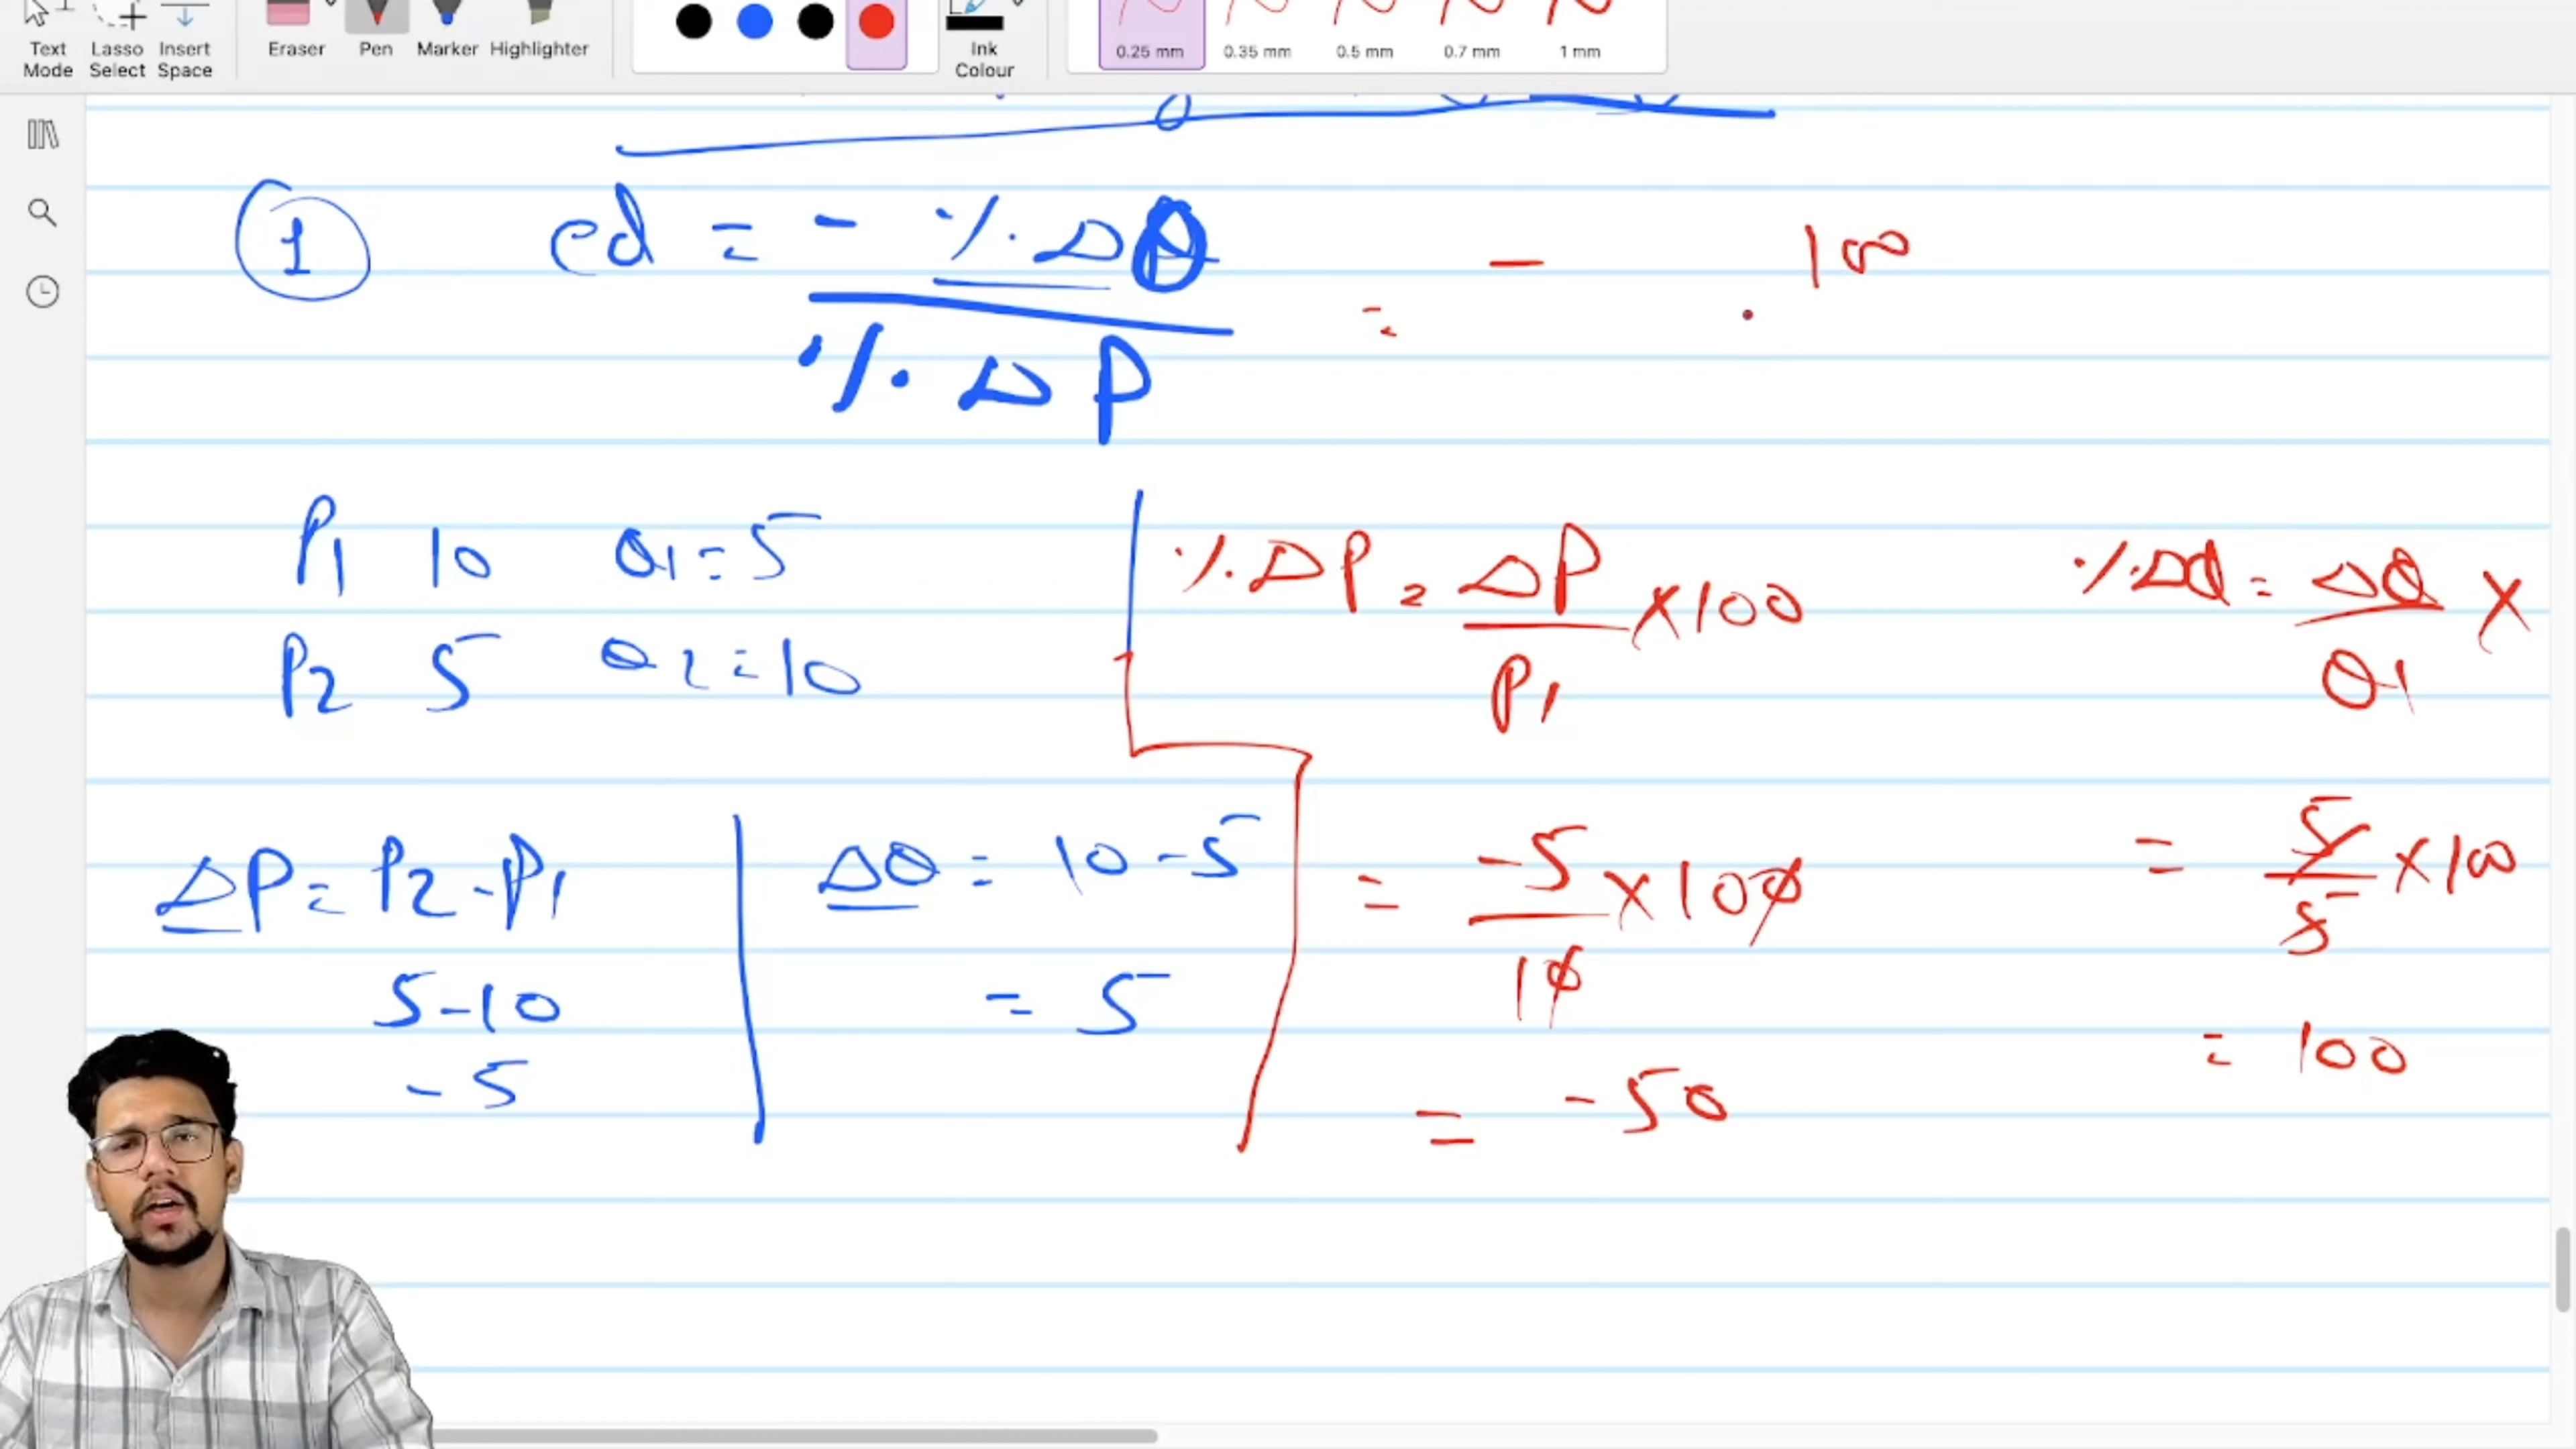 Text Mode
Lasso Select
Insert Space
Eraser
Pen
Marker
Highlighter
Ink Colour
0.25 mm
0.35 mm
0.5 mm
0.7 mm
1 mm
1 ed = - %ΔQ / %ΔP = - 100
P1 10 Q1=5
P2 5 Q2=10
%ΔP = ΔP/P1 ×100
%ΔQ = ΔQ/Q1 ×
ΔP = P2-P1
5-10
-5
ΔQ = 10-5
= 5
= -5/10 ×100
= -50
= 5/5 ×100
= 100